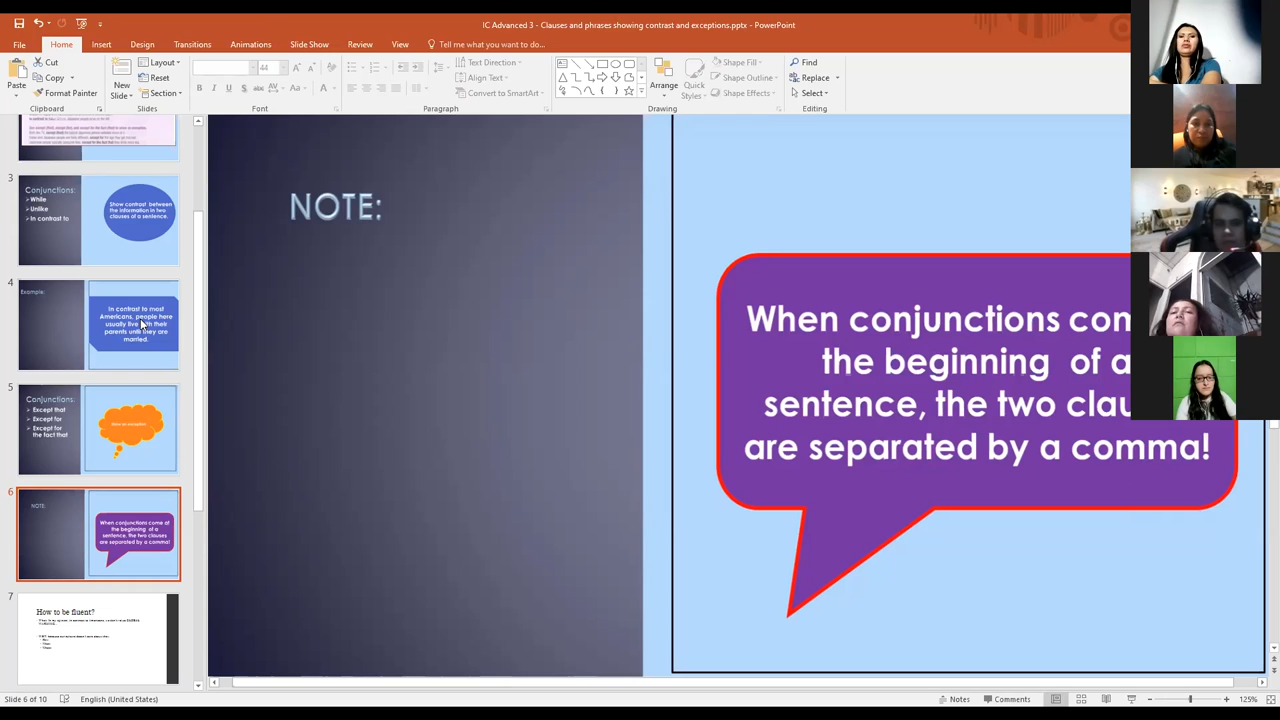 IC Advanced 3 - Clauses and phrases showing contrast and exceptions.pptx - PowerPoint
File Home Insert Design Transitions Animations Slide Show Review View Tell me what you want to do...
Paste
Cut
Copy
Format Painter
Clipboard
New Slide
Layout
Reset
Section
Slides
44
B I U S abc AV Aa A
Font
Text Direction
Align Text
Convert to SmartArt
Paragraph
Arrange
Quick Styles
Shape Fill
Shape Outline
Shape Effects
Drawing
Find
Replace
Select
Editing
3
Conjunctions:
While
Unlike
In contrast to
Show contrast between
the information in two
clauses of a sentence.
4
Example:
In contrast to most
Americans, people here
usually live with their
parents until they are
married.
5
Conjunctions:
Except that
Except for
Except for
the fact that
6
NOTE:
When conjunctions come at
the beginning of a
sentence, the two clauses
are separated by a comma!
7
How to be fluent?
NOTE:
When conjunctions com
the beginning of a
sentence, the two clau
are separated by a comma!
Slide 6 of 10 English (United States) Notes Comments 125%